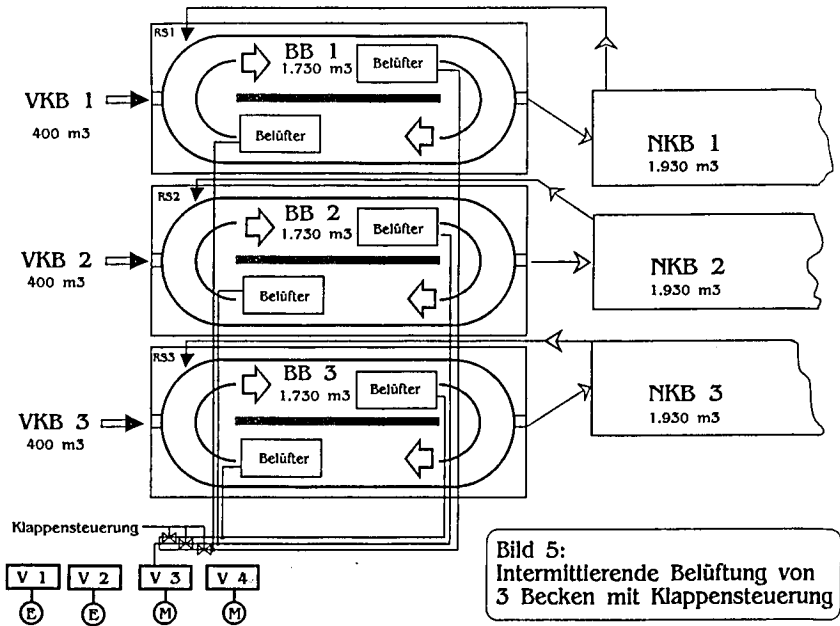 RS1
BB 1
1.730 m3
Belüfter
VKB 1
400 m3
Belüfter
NKB 1
1.930 m3
RS2
BB 2
1.730 m3
Belüfter
VKB 2
400 m3
Belüfter
NKB 2
1.930 m3
RS3
BB 3
1.730 m3
Belüfter
VKB 3
400 m3
Belüfter
NKB 3
1.930 m3
Klappensteuerung
V 1
V 2
V 3
V 4
E
E
M
M
Bild 5:
Intermittierende Belüftung von
3 Becken mit Klappensteuerung